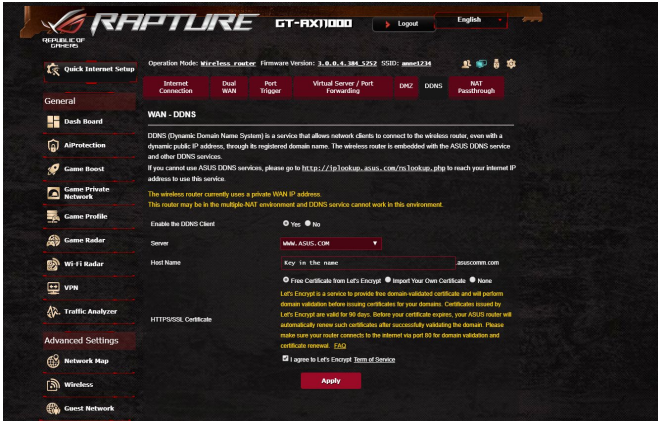 REPUBLIC OF
GAMERS
RAPTURE
GT-AX11000
Logout
English
Quick Internet Setup
General
Dash Board
AiProtection
Game Boost
Game Private
Network
Game Profile
Game Radar
Wi-Fi Radar
VPN
Traffic Analyzer
Advanced Settings
Network Map
Wireless
Guest Network
Operation Mode: Wireless router Firmware Version: 3.0.0.4.384_5252 SSID: anne1234
Internet
Connection
Dual
WAN
Port
Trigger
Virtual Server / Port
Forwarding
DMZ
DDNS
NAT
Passthrough
WAN - DDNS
DDNS (Dynamic Domain Name System) is a service that allows network clients to connect to the wireless router, even with a
dynamic public IP address, through its registered domain name. The wireless router is embedded with the ASUS DDNS service
and other DDNS services.
If you cannot use ASUS DDNS services, please go to http://iplookup.asus.com/nslookup.php to reach your internet IP
address to use this service.
The wireless router currently uses a private WAN IP address.
This router may be in the multiple-NAT environment and DDNS service cannot work in this environment.
Enable the DDNS Client
Yes No
Server
WWW.ASUS.COM
Host Name
Key in the name .asuscomm.com
HTTPS/SSL Certificate
Free Certificate from Let's Encrypt Import Your Own Certificate None
Let's Encrypt is a service to provide free domain-validated certificate and will perform
domain validation before issuing certificates for your domains. Certificates issued by
Let's Encrypt are valid for 90 days. Before your certificate expires, your ASUS router will
automatically renew such certificates after successfully validating the domain. Please
make sure your router connects to the internet via port 80 for domain validation and
certificate renewal. FAQ
I agree to Let's Encrypt Term of Service
Apply